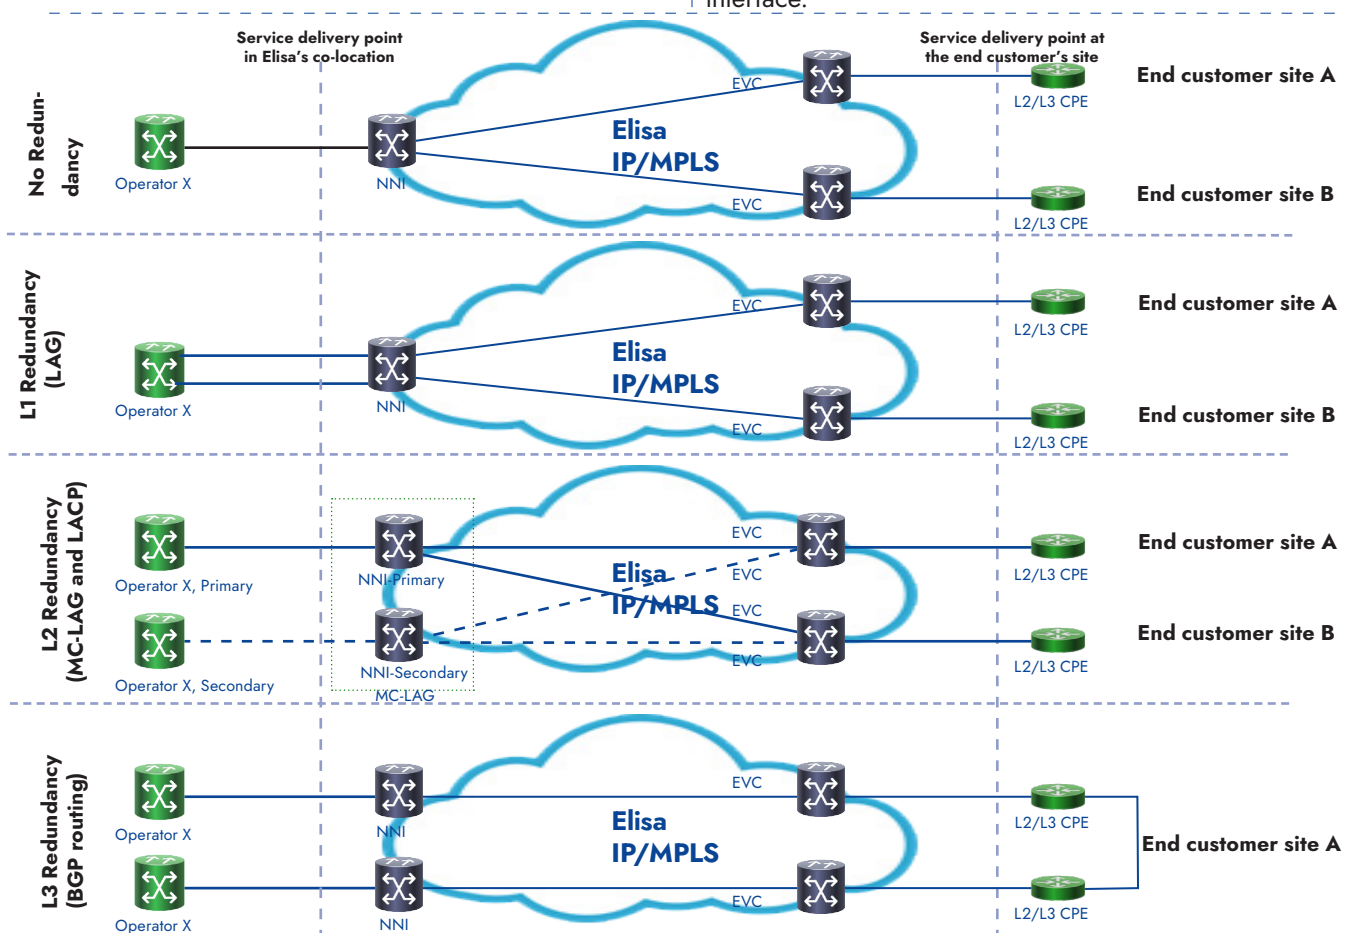 interface.
Service delivery point
in Elisa's co-location
Service delivery point at
the end customer's site
No Redun-
dancy
Operator X
NNI
EVC
Elisa
IP/MPLS
EVC
L2/L3 CPE
End customer site A
L2/L3 CPE
End customer site B
L1 Redundancy
(LAG)
Operator X
NNI
EVC
Elisa
IP/MPLS
EVC
L2/L3 CPE
End customer site A
L2/L3 CPE
End customer site B
L2 Redundancy
(MC-LAG and LACP)
Operator X, Primary
Operator X, Secondary
NNI-Primary
NNI-Secondary
MC-LAG
EVC
EVC
Elisa
IP/MPLS
EVC
EVC
L2/L3 CPE
End customer site A
L2/L3 CPE
End customer site B
L3 Redundancy
(BGP routing)
Operator X
Operator X
NNI
NNI
EVC
Elisa
IP/MPLS
EVC
L2/L3 CPE
L2/L3 CPE
End customer site A